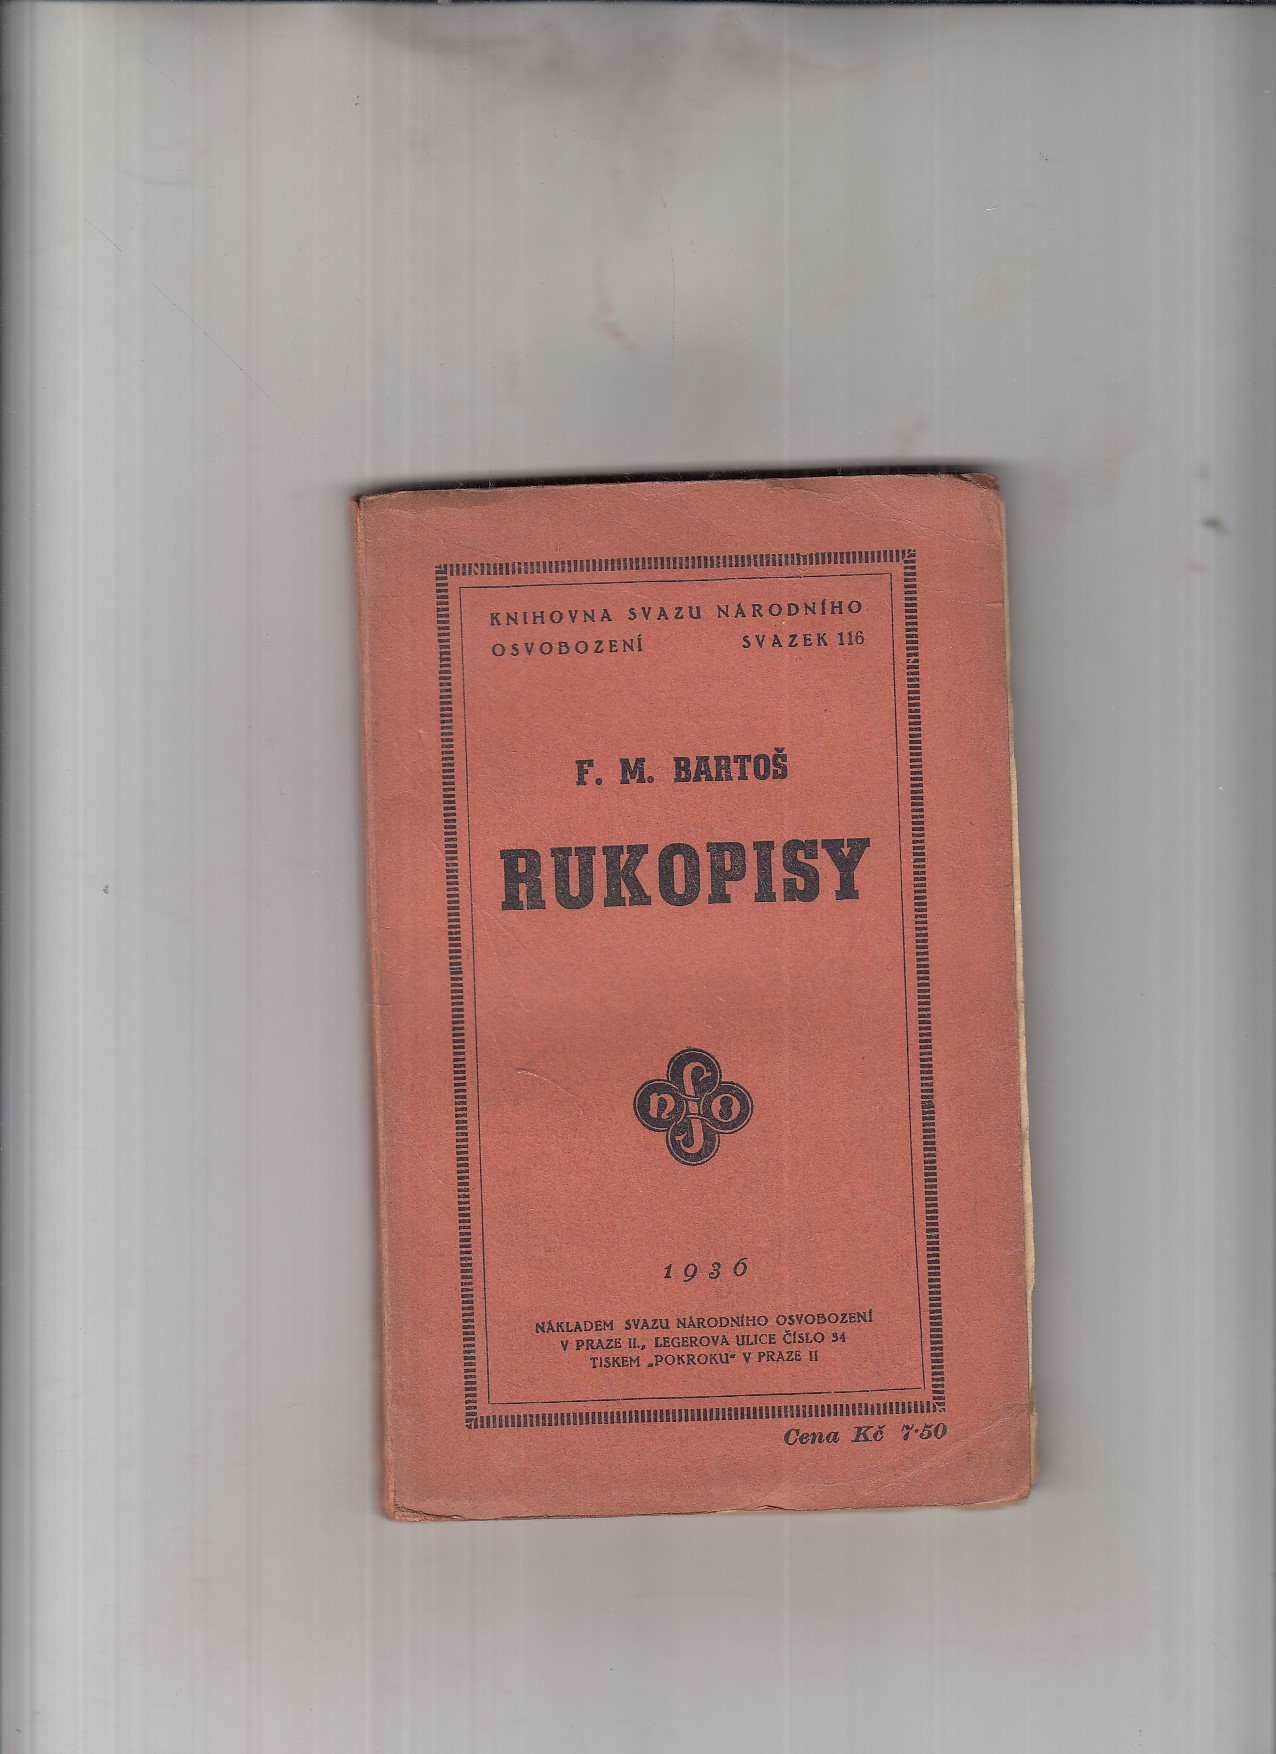 KNIHOVNA SVAZU NÁRODNÍHO
OSVOBOZENÍ SVAZEK 116
F. M. BARTOŠ
RUKOPISY
S
N O
J
1936
NÁKLADEM SVAZU NÁRODNÍHO OSVOBOZENÍ
V PRAZE II., LEGEROVA ULICE ČÍSLO 34
TISKEM „POKROKU“ V PRAZE II
Cena Kč 7·50